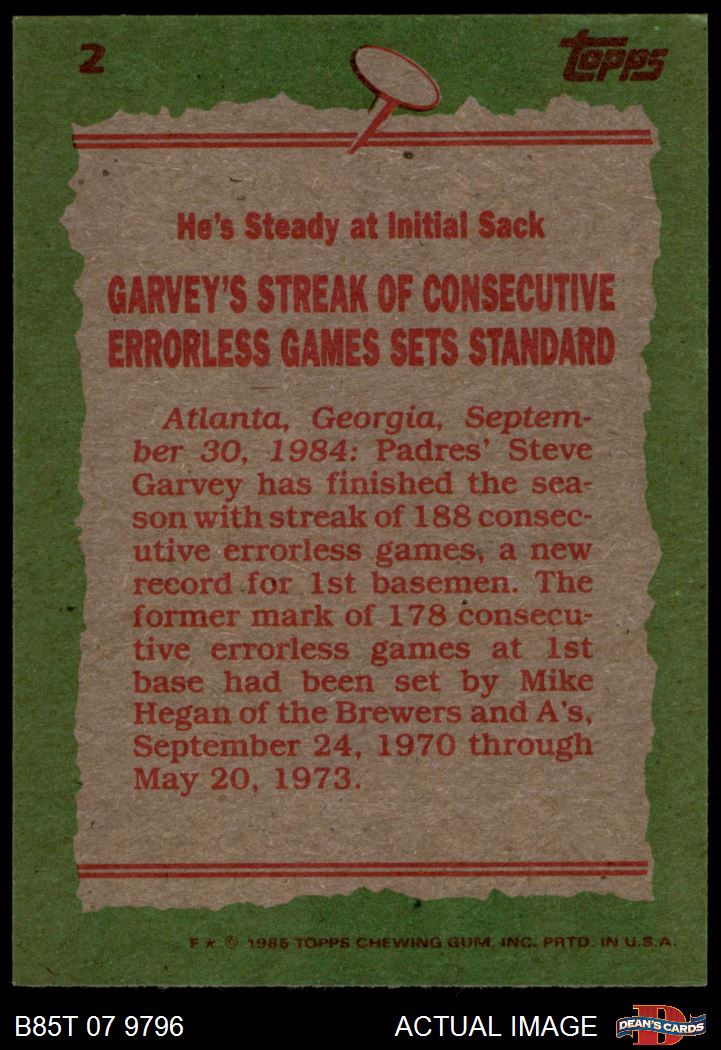 2
topps
He's Steady at Initial Sack
GARVEY'S STREAK OF CONSECUTIVE
ERRORLESS GAMES SETS STANDARD
Atlanta, Georgia, Septem-
ber 30, 1984: Padres' Steve
Garvey has finished the sea-
son with streak of 188 consec-
utive errorless games, a new
record for 1st basemen. The
former mark of 178 consecu-
tive errorless games at 1st
base had been set by Mike
Hegan of the Brewers and A's,
September 24, 1970 through
May 20, 1973.
F ★ © 1985 TOPPS CHEWING GUM, INC. PRTD. IN U.S.A.
B85T 07 9796
ACTUAL IMAGE
D
DEAN'S CARDS